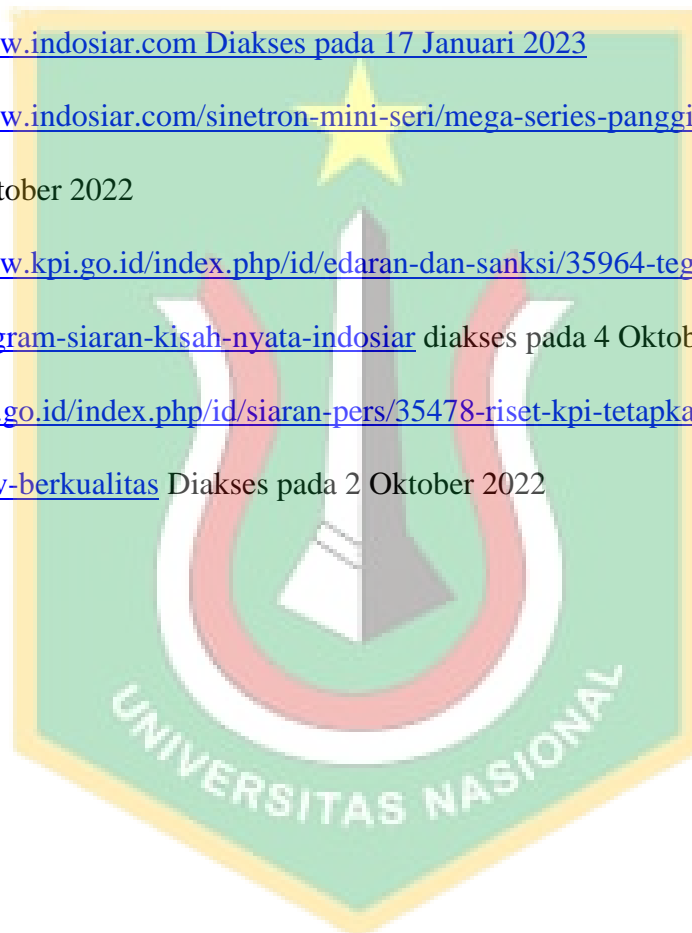 w.indosiar.com Diakses pada 17 Januari 2023
w.indosiar.com/sinetron-mini-seri/mega-series-panggi
tober 2022
w.kpi.go.id/index.php/id/edaran-dan-sanksi/35964-teg
gram-siaran-kisah-nyata-indosiar diakses pada 4 Oktob
.go.id/index.php/id/siaran-pers/35478-riset-kpi-tetapka
-berkualitas Diakses pada 2 Oktober 2022
UNIVERSITAS NASIONAL